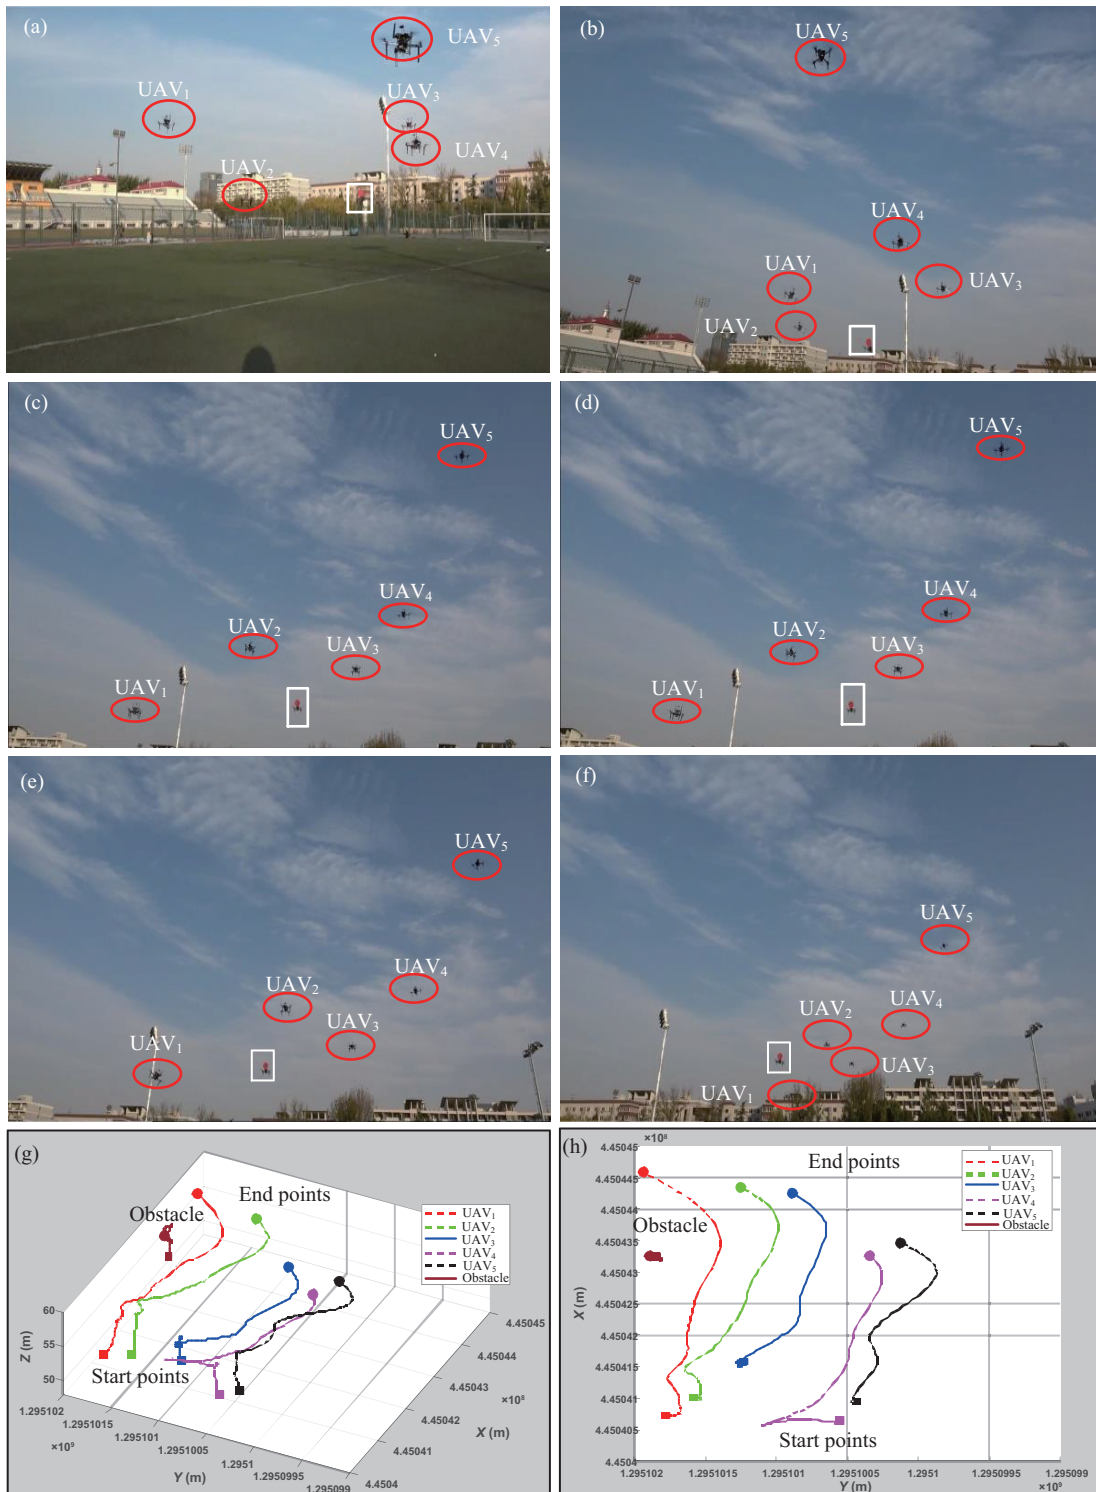 (a)
UAV5
UAV1
UAV3
UAV4
UAV2
(b)
UAV5
UAV4
UAV1
UAV3
UAV2
(c)
UAV5
UAV4
UAV2
UAV3
UAV1
(d)
UAV5
UAV4
UAV2
UAV3
UAV1
(e)
UAV5
UAV4
UAV2
UAV3
UAV1
(f)
UAV5
UAV4
UAV2
UAV3
UAV1
(g)
End points
Obstacle
UAV1
UAV2
UAV3
UAV4
UAV5
Obstacle
60
55
50
Z (m)
Start points
1.295102
1.2951015
1.295101
1.2951005
1.2951
1.2950995
1.295099
×10⁹
Y (m)
4.45045
4.45044
4.45043
4.45042
4.45041
4.4504
×10⁸
X (m)
(h)
×10⁸
4.45045
4.450445
4.45044
4.450435
4.45043
4.450425
4.45042
4.450415
4.45041
4.450405
4.4504
X (m)
End points
UAV1
UAV2
UAV3
UAV4
UAV5
Obstacle
Obstacle
Start points
1.295102
1.2951015
1.295101
1.2951005
1.2951
1.2950995
1.295099
Y (m)
×10⁹